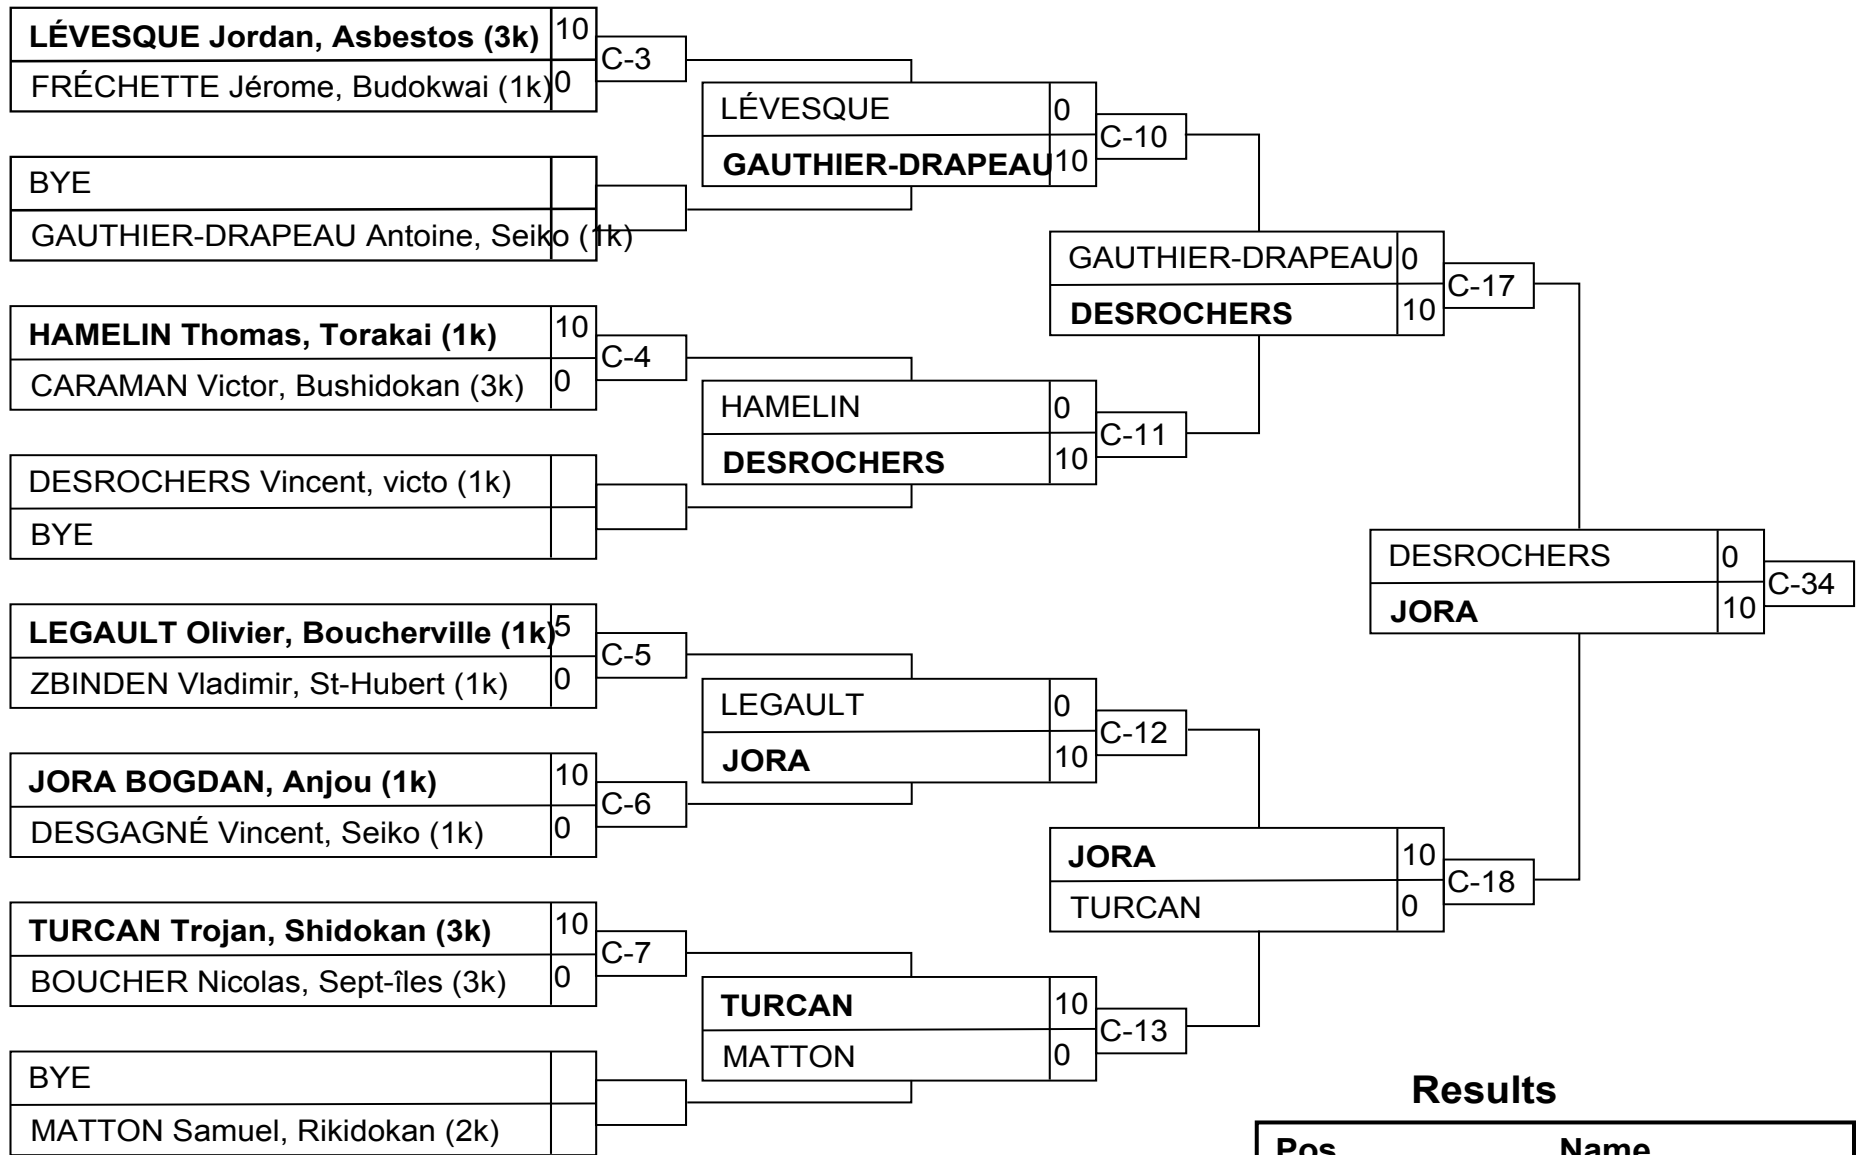 LÉVESQUE Jordan, Asbestos (3k) 10
FRÉCHETTE Jérome, Budokwai (1k) 0
C-3
BYE
GAUTHIER-DRAPEAU Antoine, Seiko (1k)
HAMELIN Thomas, Torakai (1k) 10
CARAMAN Victor, Bushidokan (3k) 0
C-4
DESROCHERS Vincent, victo (1k)
BYE
LEGAULT Olivier, Boucherville (1k) 5
ZBINDEN Vladimir, St-Hubert (1k) 0
C-5
JORA BOGDAN, Anjou (1k) 10
DESGAGNÉ Vincent, Seiko (1k) 0
C-6
TURCAN Trojan, Shidokan (3k) 10
BOUCHER Nicolas, Sept-îles (3k) 0
C-7
BYE
MATTON Samuel, Rikidokan (2k)
LÉVESQUE 0
GAUTHIER-DRAPEAU 10
C-10
HAMELIN 0
DESROCHERS 10
C-11
LEGAULT 0
JORA 10
C-12
TURCAN 10
MATTON 0
C-13
GAUTHIER-DRAPEAU 0
DESROCHERS 10
C-17
JORA 10
TURCAN 0
C-18
DESROCHERS 0
JORA 10
C-34
Results
Pos Name